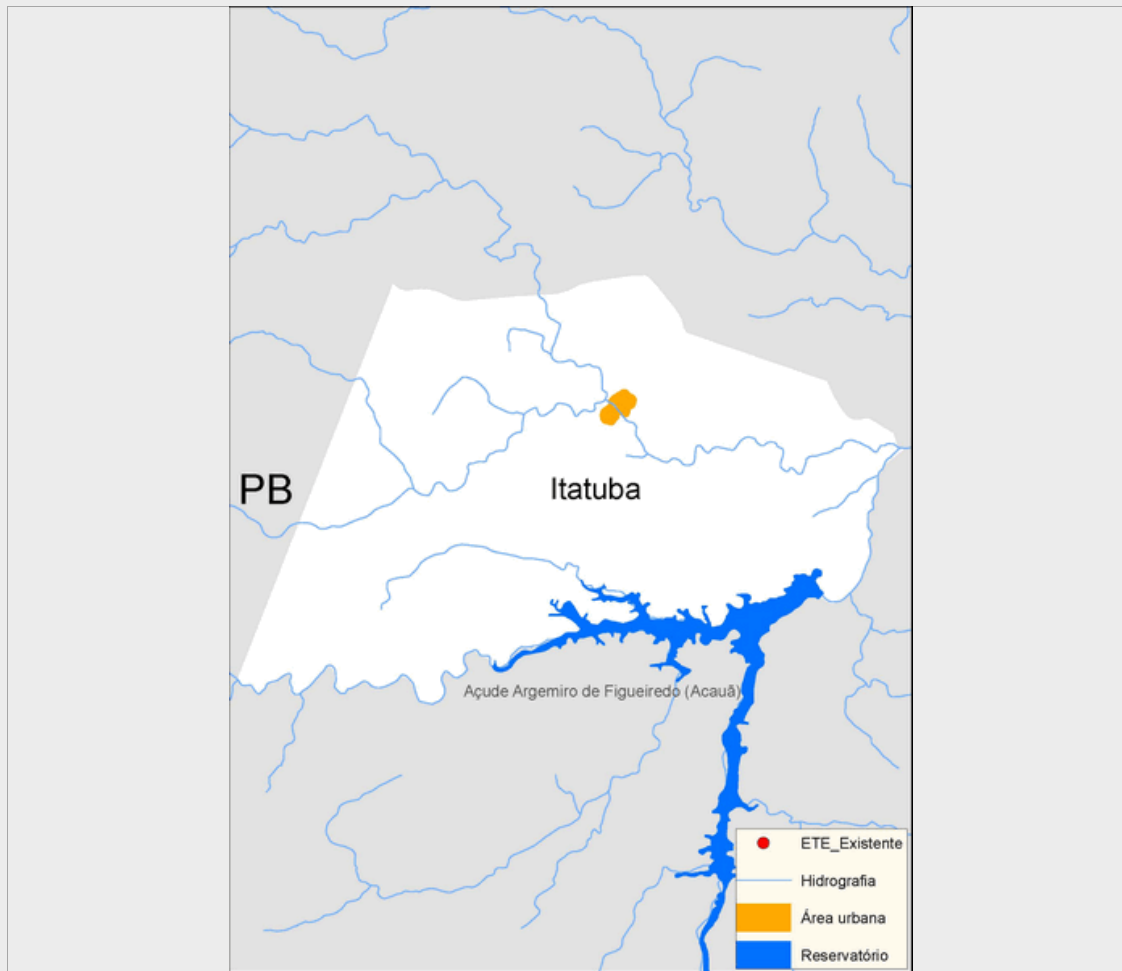 PB
Itatuba
Açude Argemiro de Figueiredo (Acauã)
ETE_Existente
Hidrografia
Área urbana
Reservatório